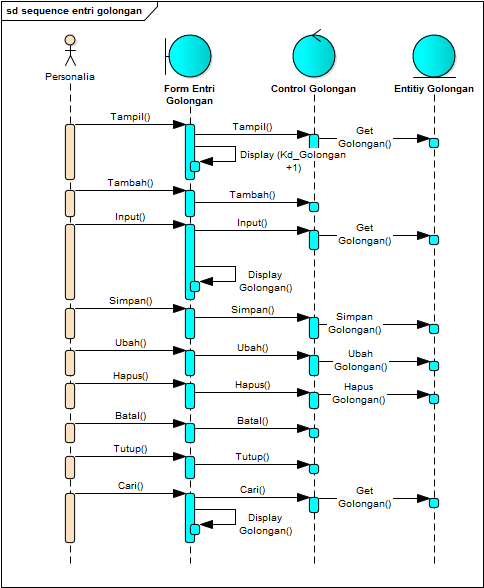 sd sequence entri golongan
Personalia
Form Entri
Golongan
Control Golongan
Entitiy Golongan
Tampil()
Tampil()
Get
Golongan()
Display (Kd_Golongan
+1)
Tambah()
Tambah()
Input()
Input()
Get
Golongan()
Display
Golongan()
Simpan()
Simpan()
Simpan
Golongan()
Ubah()
Ubah()
Ubah
Golongan()
Hapus()
Hapus()
Hapus
Golongan()
Batal()
Batal()
Tutup()
Tutup()
Cari()
Cari()
Get
Golongan()
Display
Golongan()